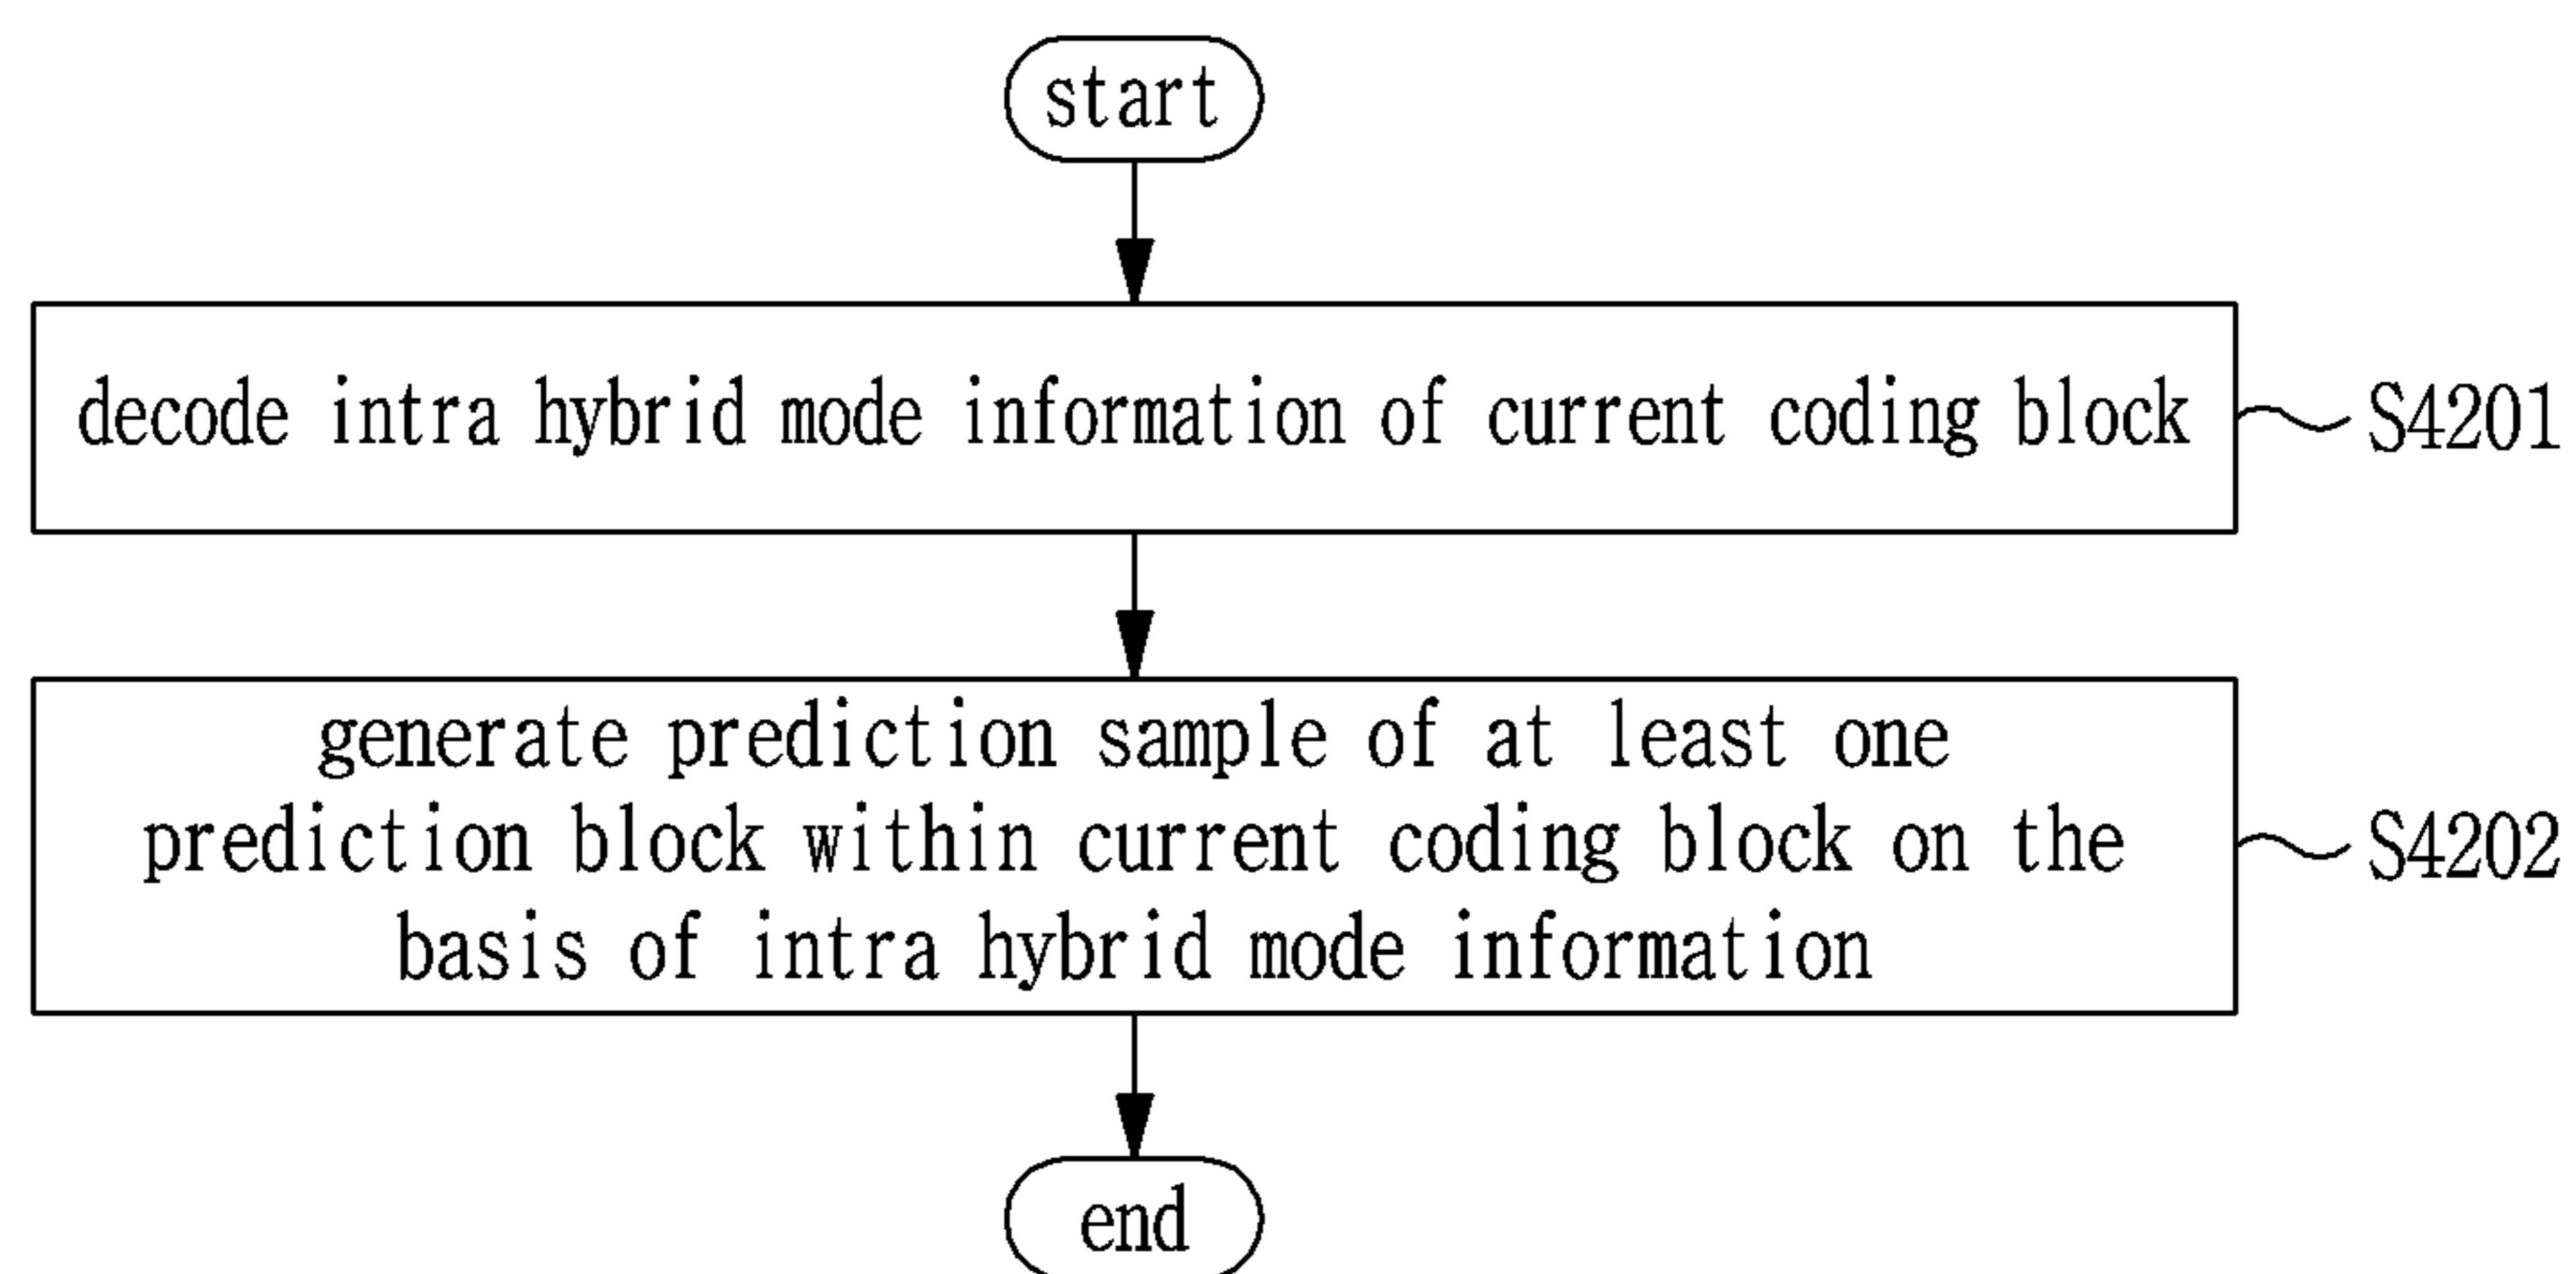 start
decode intra hybrid mode information of current coding block
S4201
generate prediction sample of at least one
prediction block within current coding block on the
basis of intra hybrid mode information
S4202
end